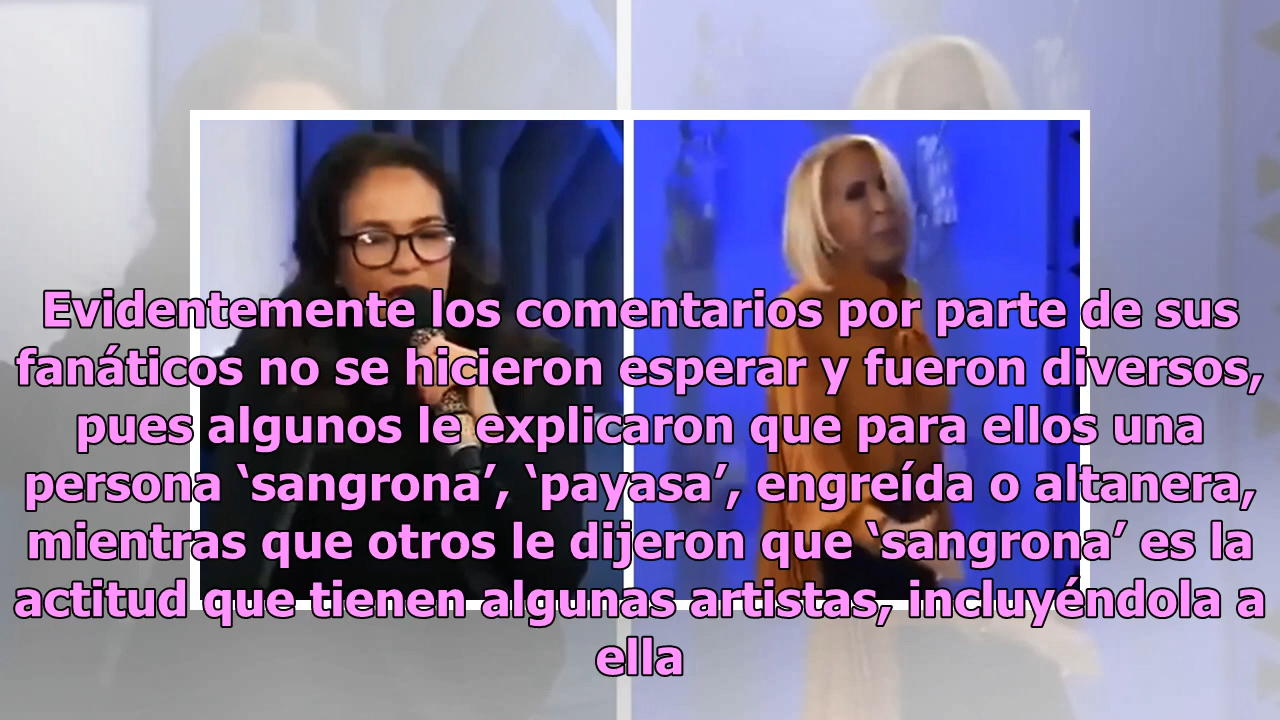 Evidentemente los comentarios por parte de sus
fanáticos no se hicieron esperar y fueron diversos,
pues algunos le explicaron que para ellos una
persona ‘sangrona’, ‘payasa’, engreída o altanera,
mientras que otros le dijeron que ‘sangrona’ es la
actitud que tienen algunas artistas, incluyéndola a
ella